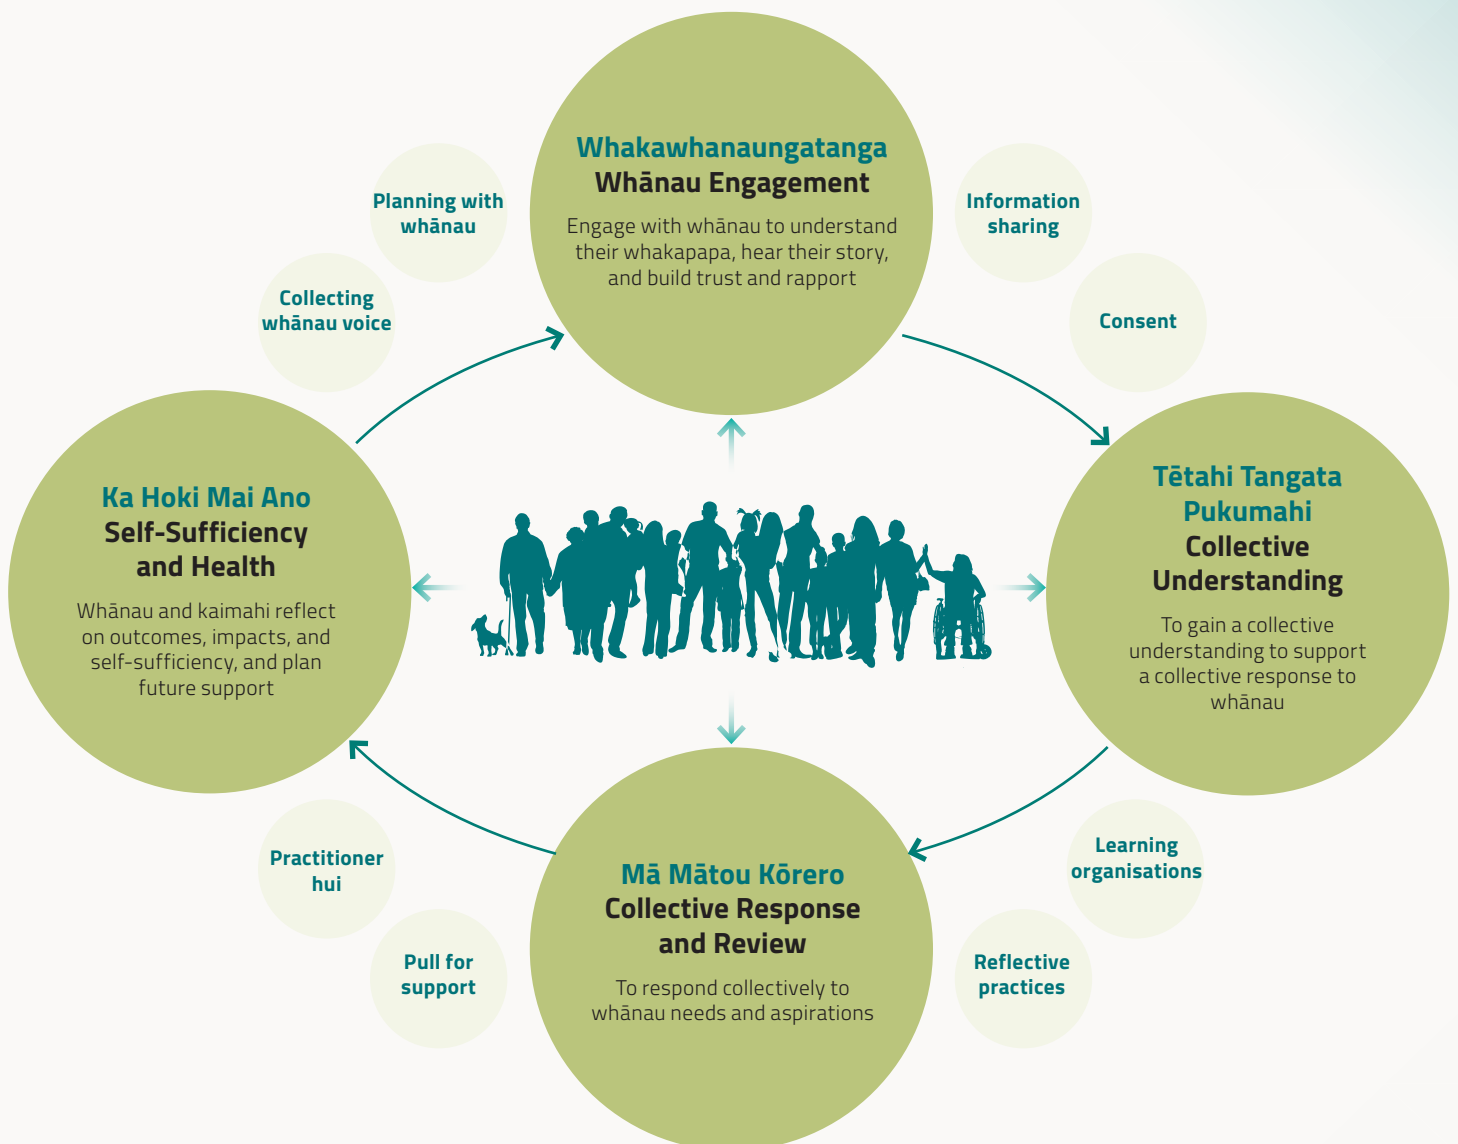 Whakawhanaungatanga
Whānau Engagement
Engage with whānau to understand
their whakapapa, hear their story,
and build trust and rapport
Information
sharing
Consent
Tētahi Tangata
Pukumahi
Collective
Understanding
To gain a collective
understanding to support
a collective response to
whānau
Learning
organisations
Reflective
practices
Mā Mātou Kōrero
Collective Response
and Review
To respond collectively to
whānau needs and aspirations
Pull for
support
Practitioner
hui
Ka Hoki Mai Ano
Self-Sufficiency
and Health
Whānau and kaimahi reflect
on outcomes, impacts, and
self-sufficiency, and plan
future support
Collecting
whānau voice
Planning with
whānau